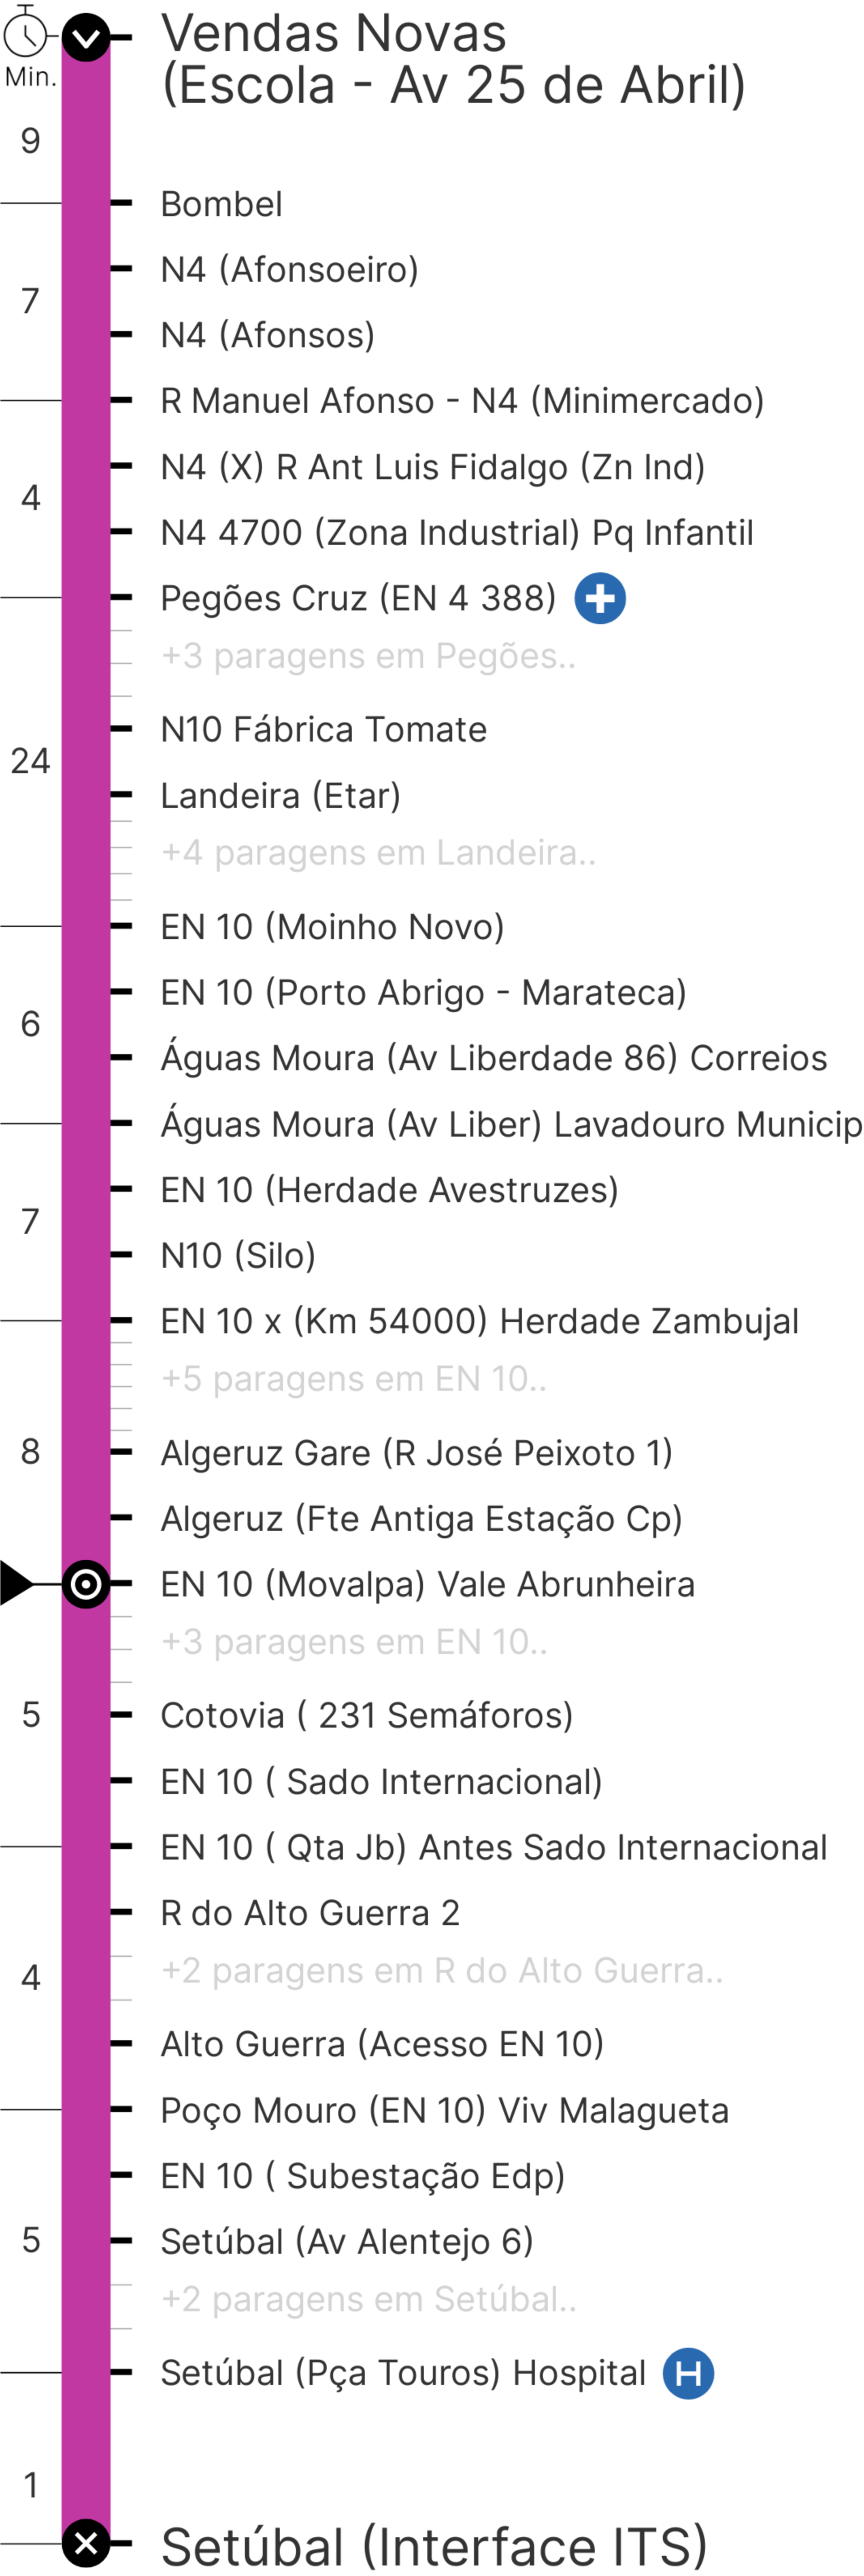 Vendas Novas
(Escola - Av 25 de Abril)
Min.
9
Bombel
N4 (Afonsoeiro)
7
N4 (Afonsos)
R Manuel Afonso - N4 (Minimercado)
N4 (X) R Ant Luis Fidalgo (Zn Ind)
4
N4 4700 (Zona Industrial) Pq Infantil
Pegões Cruz (EN 4 388)
+3 paragens em Pegões..
N10 Fábrica Tomate
24
Landeira (Etar)
+4 paragens em Landeira..
EN 10 (Moinho Novo)
EN 10 (Porto Abrigo - Marateca)
6
Águas Moura (Av Liberdade 86) Correios
Águas Moura (Av Liber) Lavadouro Municip
EN 10 (Herdade Avestruzes)
7
N10 (Silo)
EN 10 x (Km 54000) Herdade Zambujal
+5 paragens em EN 10..
8
Algeruz Gare (R José Peixoto 1)
Algeruz (Fte Antiga Estação Cp)
EN 10 (Movalpa) Vale Abrunheira
+3 paragens em EN 10..
5
Cotovia ( 231 Semáforos)
EN 10 ( Sado Internacional)
EN 10 ( Qta Jb) Antes Sado Internacional
R do Alto Guerra 2
+2 paragens em R do Alto Guerra..
4
Alto Guerra (Acesso EN 10)
Poço Mouro (EN 10) Viv Malagueta
EN 10 ( Subestação Edp)
5
Setúbal (Av Alentejo 6)
+2 paragens em Setúbal..
Setúbal (Pça Touros) Hospital H
1
Setúbal (Interface ITS)